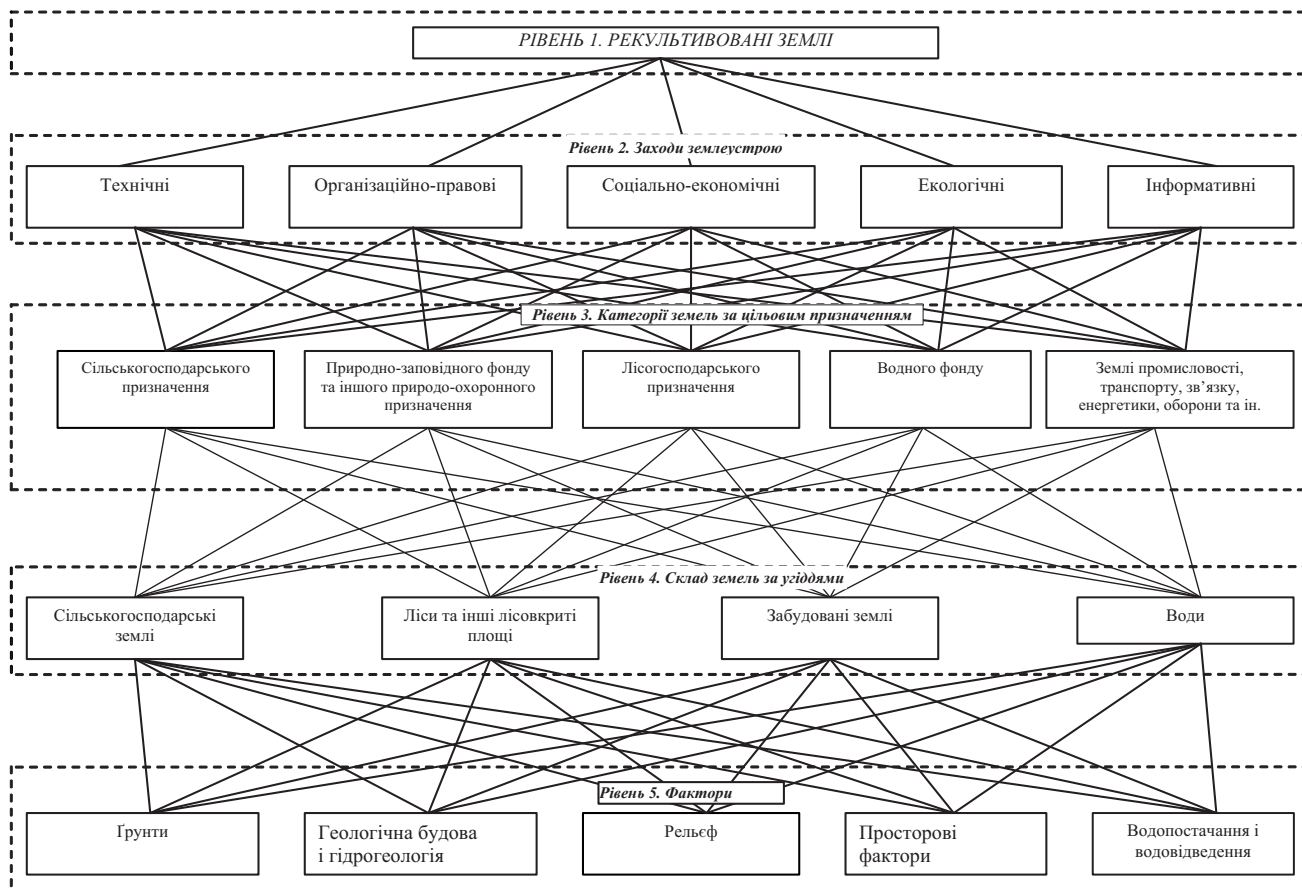 РІВЕНЬ 1. РЕКУЛЬТИВОВАНІ ЗЕМЛІ
Рівень 2. Заходи землеустрою
Технічні
Організаційно-правові
Соціально-економічні
Екологічні
Інформативні
Рівень 3. Категорії земель за цільовим призначенням
Сільськогосподарського
призначення
Природно-заповідного фонду
та іншого природо-охоронного
призначення
Лісогосподарського
призначення
Водного фонду
Землі промисловості,
транспорту, зв’язку,
енергетики, оборони та ін.
Рівень 4. Склад земель за угіддями
Сільськогосподарські
землі
Ліси та інші лісовкриті
площі
Забудовані землі
Води
Рівень 5. Фактори
Ґрунти
Геологічна будова
і гідрогеологія
Рельєф
Просторові
фактори
Водопостачання і
водовідведення